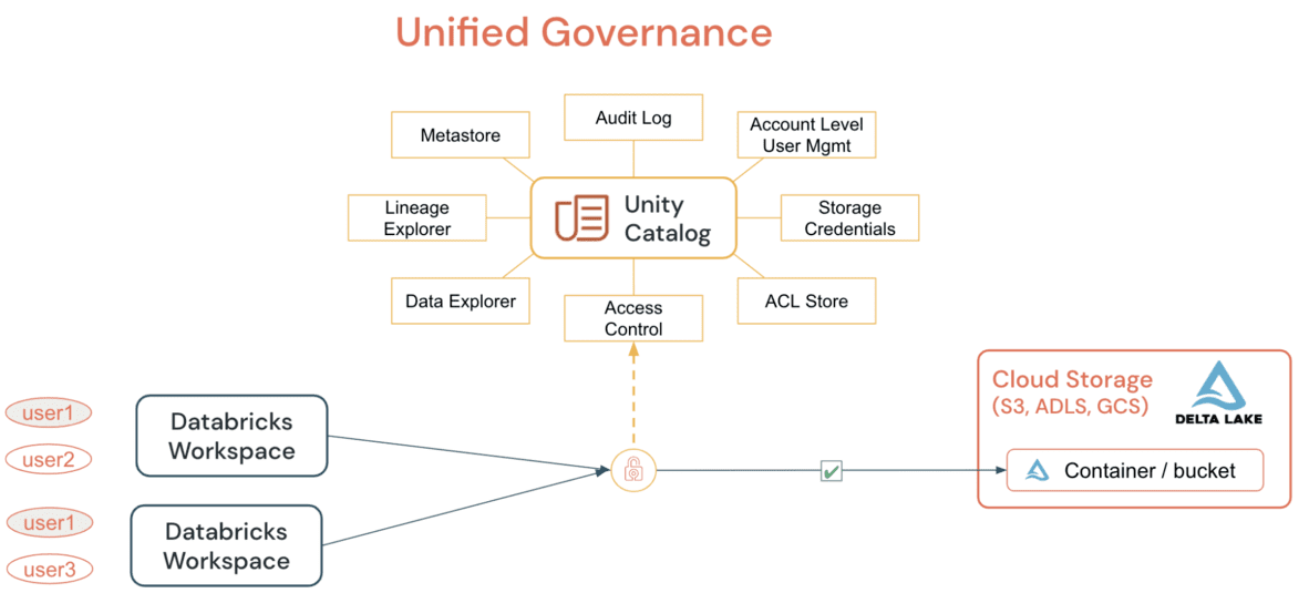 Unified Governance
Audit Log
Metastore
Account Level
User Mgmt
Unity
Catalog
Lineage
Explorer
Storage
Credentials
Data Explorer
Access
Control
ACL Store
Cloud Storage
(S3, ADLS, GCS)
DELTA LAKE
Container / bucket
user1
user2
Databricks
Workspace
user1
user3
Databricks
Workspace